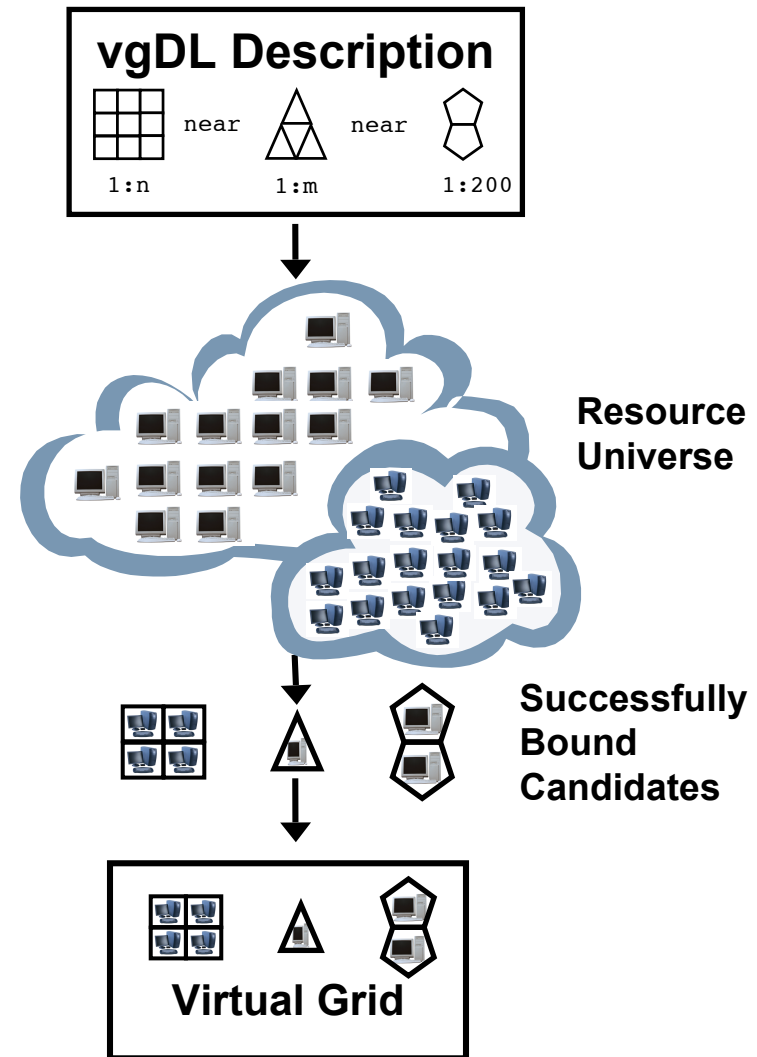 vgDL Description
near near
1:n 1:m 1:200
Resource
Universe
Successfully
Bound
Candidates
Virtual Grid